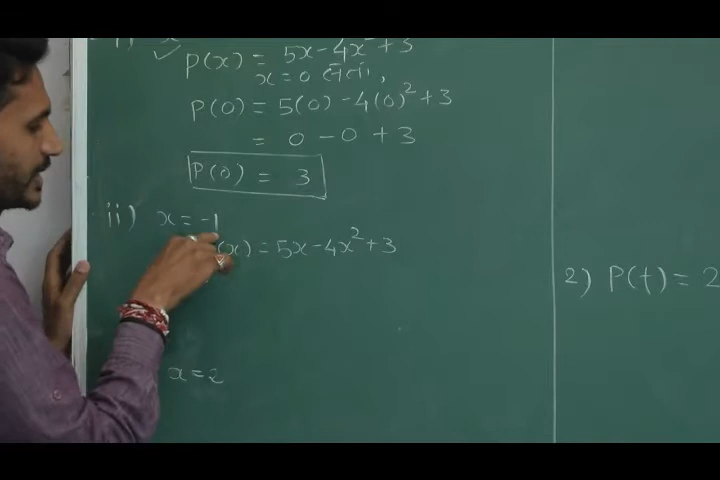 P(x) = 5x-4x² +3
x=0 લેતાં,
P(0) = 5(0) -4(0)² +3
= 0 -0 +3
P(0) = 3
ii) x=-1
(x) = 5x-4x²+3
x=2
2) P(t) = 2